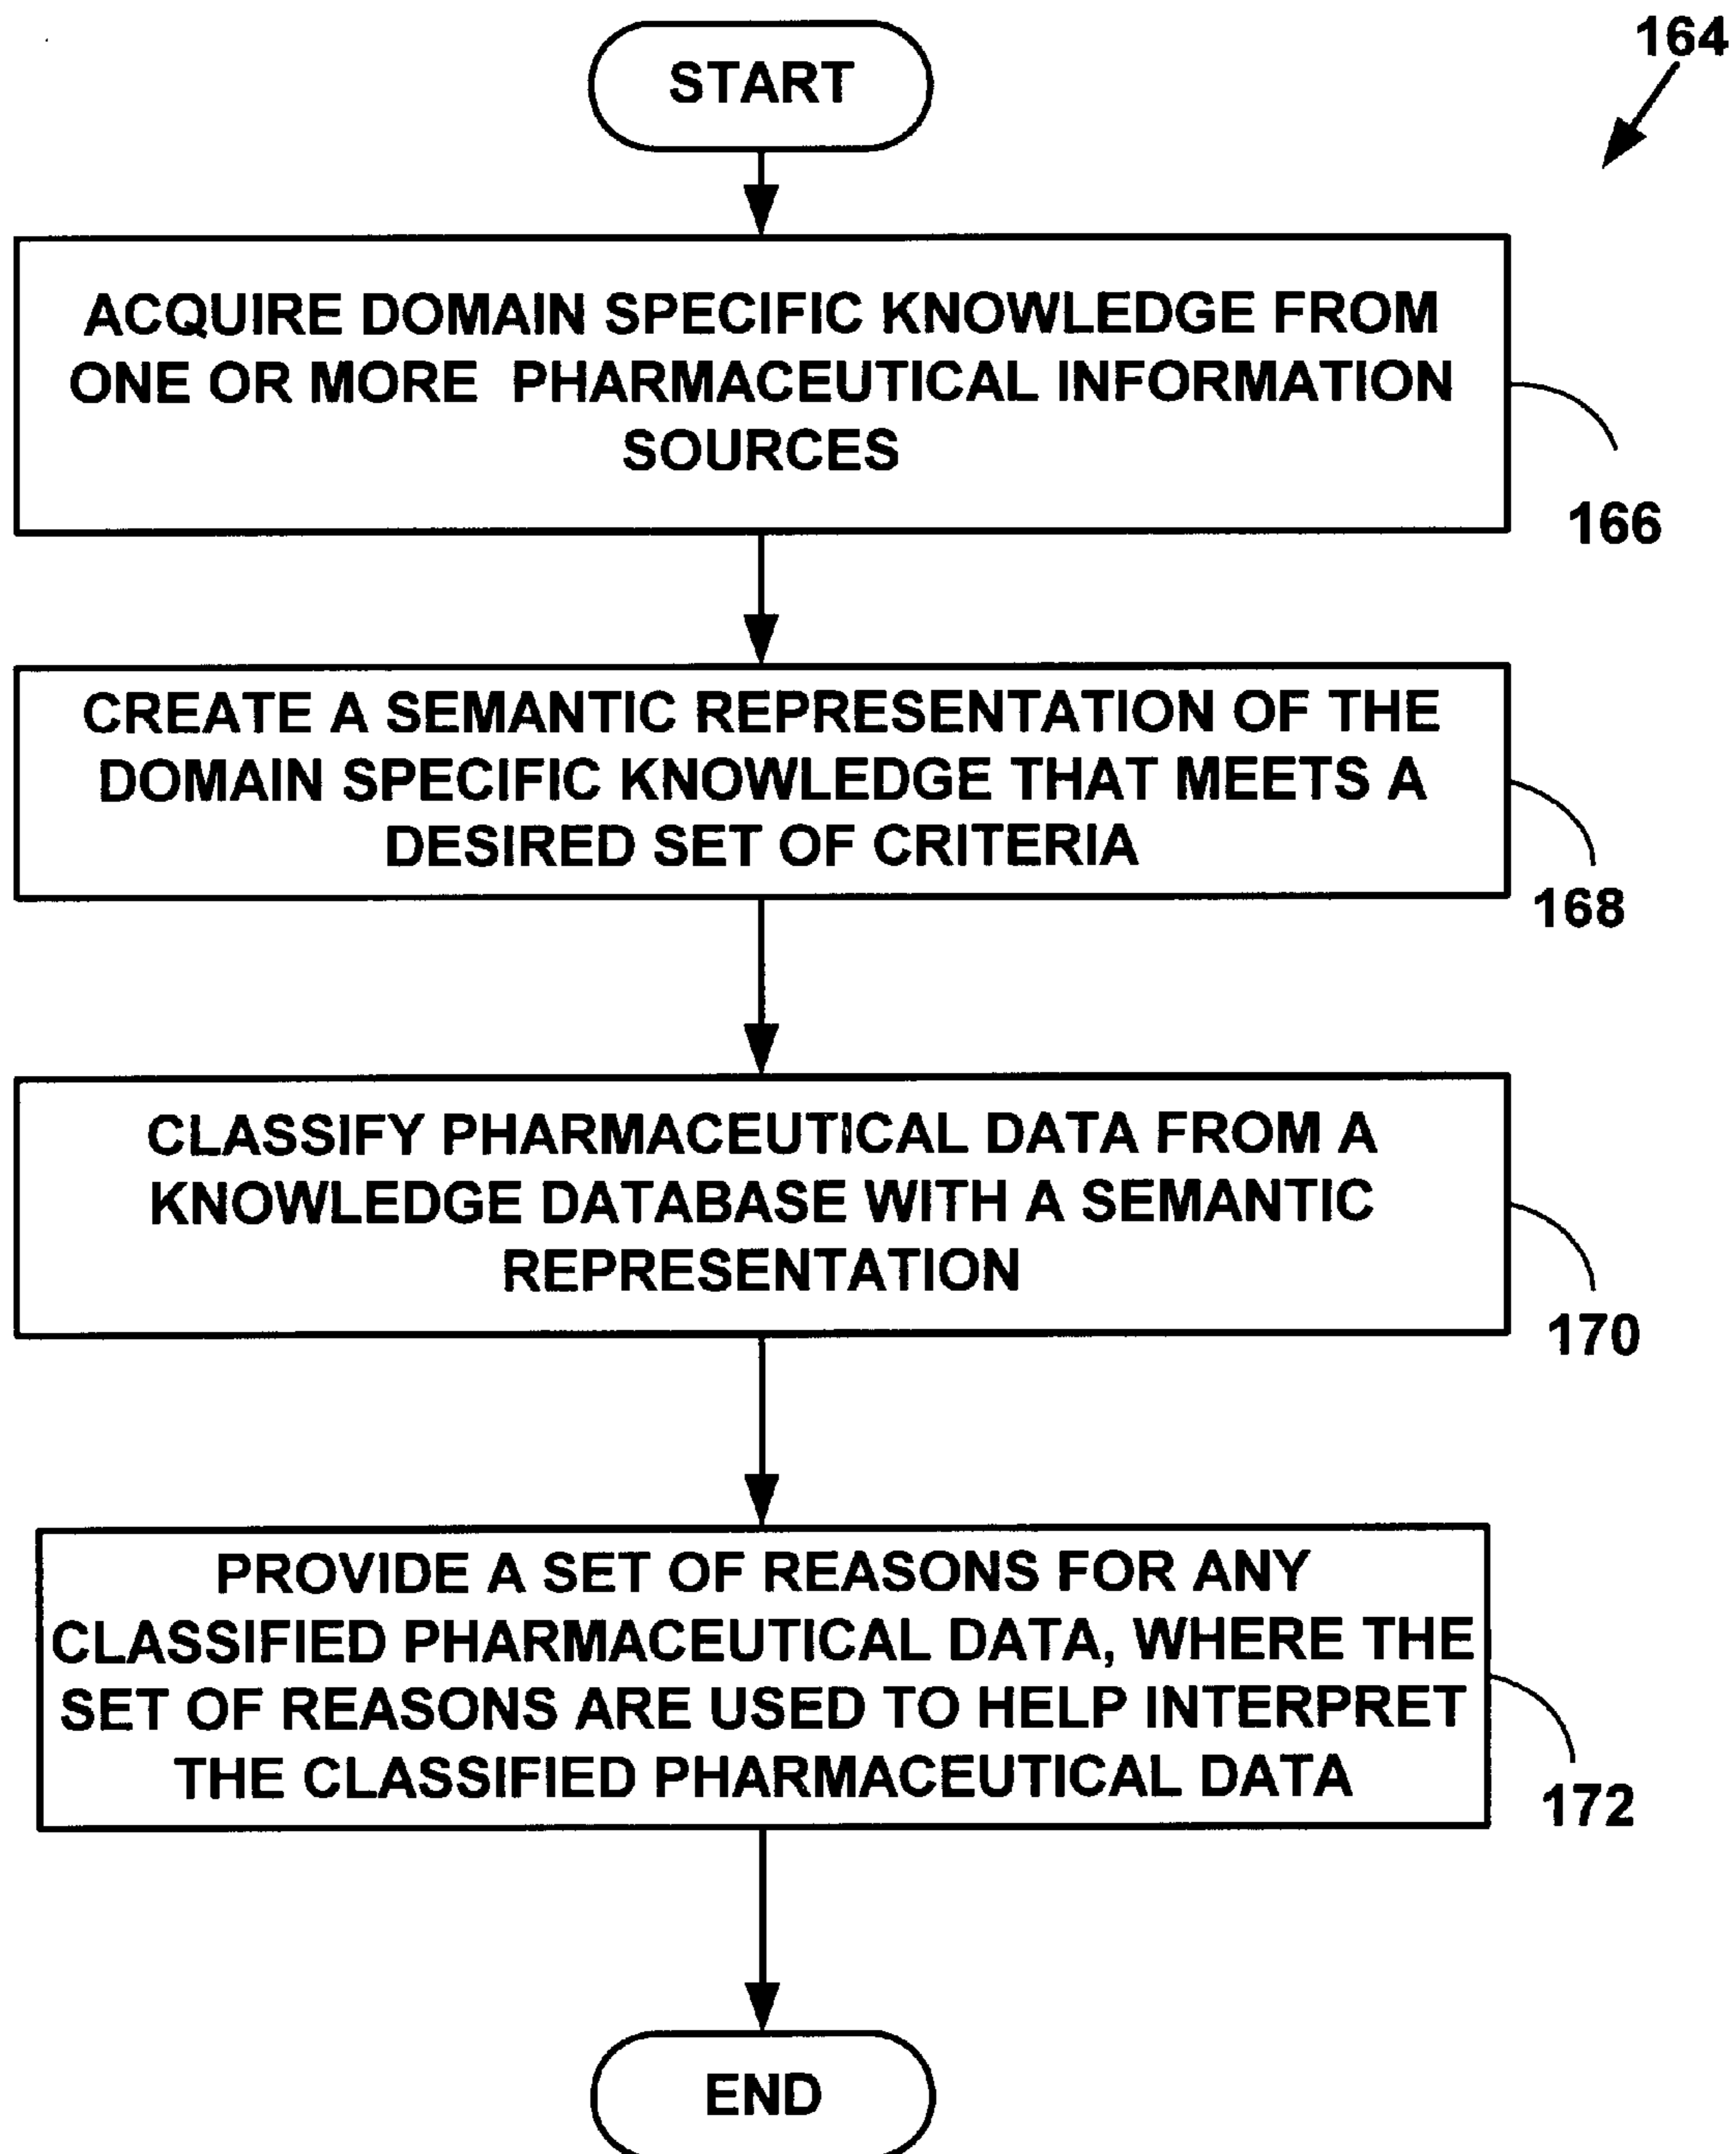 164
START
ACQUIRE DOMAIN SPECIFIC KNOWLEDGE FROM
ONE OR MORE PHARMACEUTICAL INFORMATION
SOURCES
166
CREATE A SEMANTIC REPRESENTATION OF THE
DOMAIN SPECIFIC KNOWLEDGE THAT MEETS A
DESIRED SET OF CRITERIA
168
CLASSIFY PHARMACEUTICAL DATA FROM A
KNOWLEDGE DATABASE WITH A SEMANTIC
REPRESENTATION
170
PROVIDE A SET OF REASONS FOR ANY
CLASSIFIED PHARMACEUTICAL DATA, WHERE THE
SET OF REASONS ARE USED TO HELP INTERPRET
THE CLASSIFIED PHARMACEUTICAL DATA
172
END